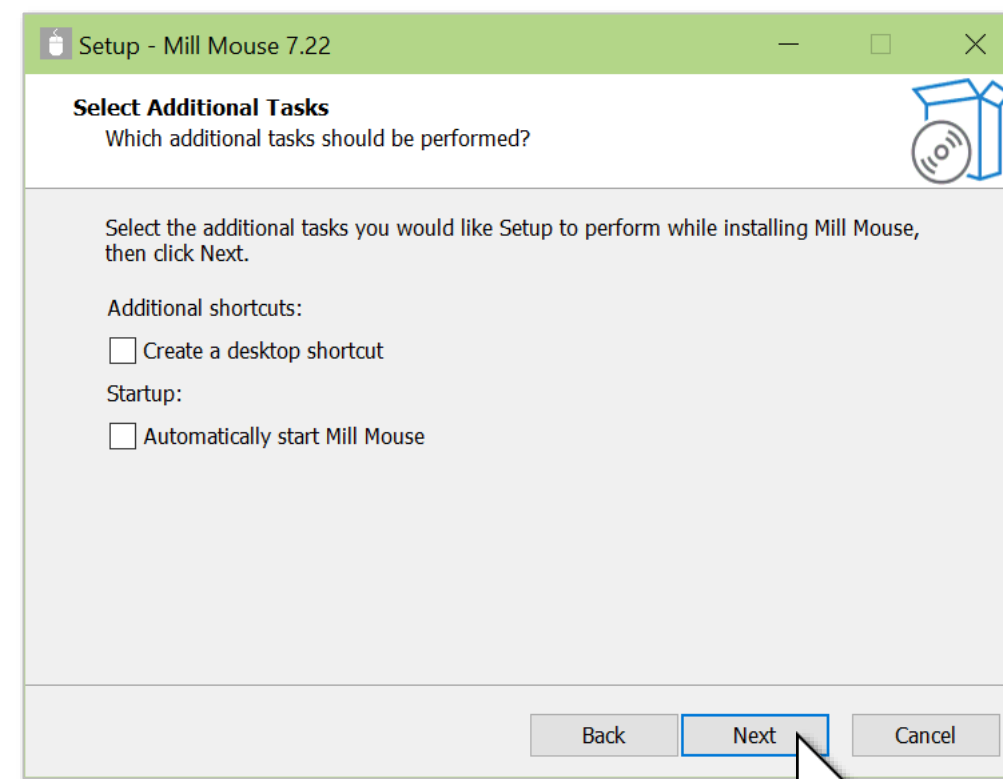 Setup - Mill Mouse 7.22
Select Additional Tasks
Which additional tasks should be performed?
Select the additional tasks you would like Setup to perform while installing Mill Mouse,
then click Next.
Additional shortcuts:
Create a desktop shortcut
Startup:
Automatically start Mill Mouse
Back Next Cancel